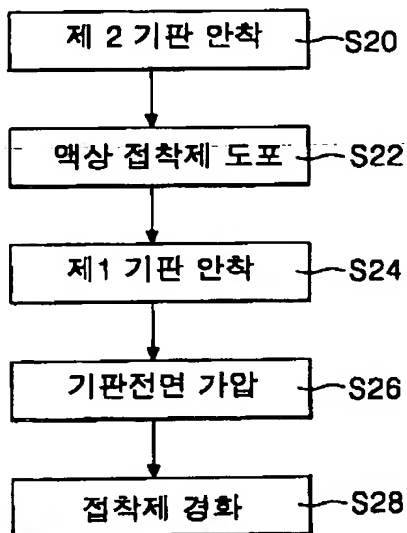 제 2 기판 안착 S20
액상 접착제 도포 S22
제1 기판 안착 S24
기판전면 가압 S26
접착제 경화 S28